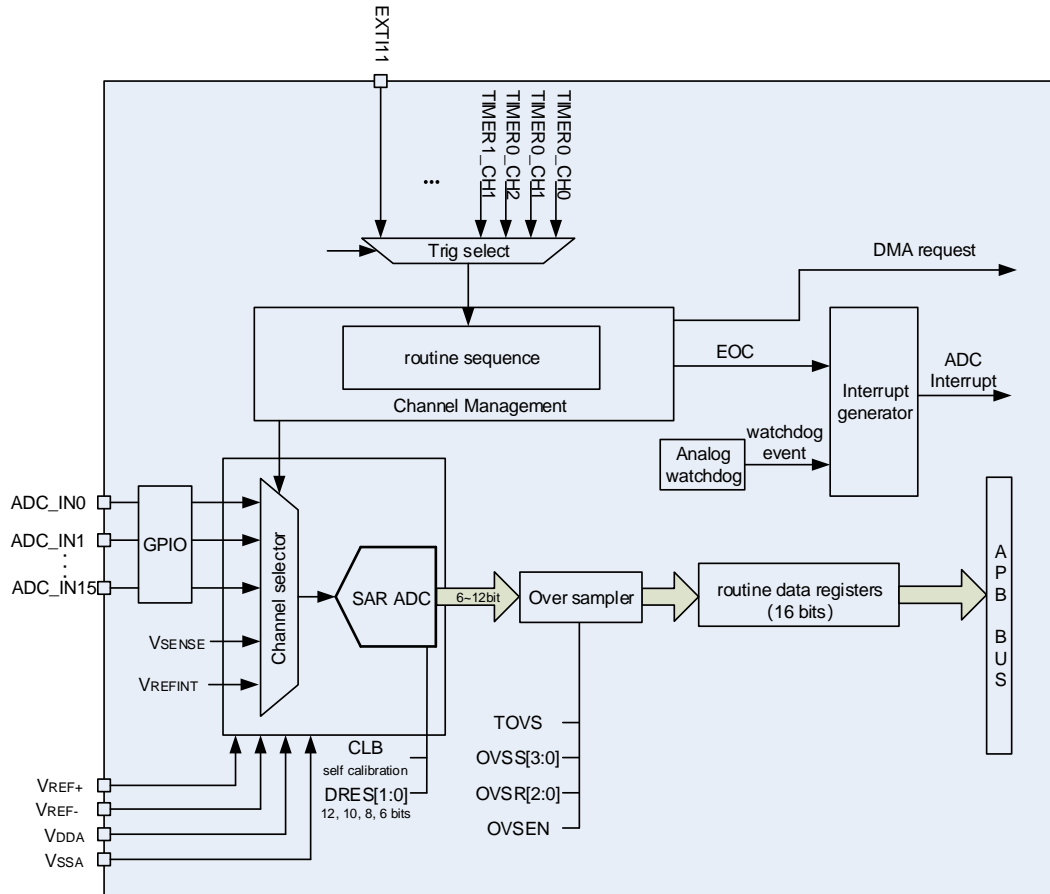 EXTI11
TIMER1_CH1
TIMER0_CH2
TIMER0_CH1
TIMER0_CH0
...
Trig select
DMA request
routine sequence
Channel Management
EOC
Interrupt
generator
ADC
Interrupt
Analog
watchdog
watchdog
event
ADC_IN0
ADC_IN1
ADC_IN15
GPIO
VSENSE
VREFINT
Channel selector
SAR ADC
6~12bit
Over sampler
routine data registers
(16 bits)
APB BUS
TOVS
OVSS[3:0]
OVSR[2:0]
OVSEN
CLB
self calibration
DRES[1:0]
12, 10, 8, 6 bits
VREF+
VREF-
VDDA
VSSA